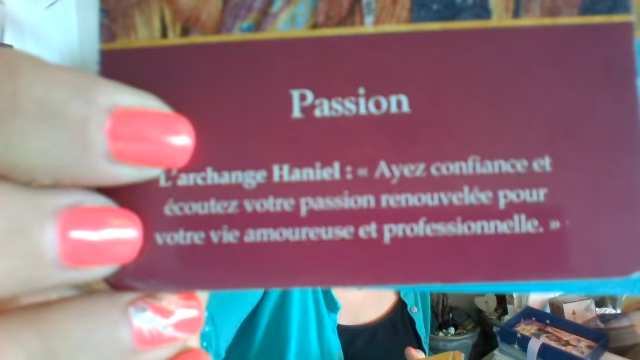 Passion
L'archange Haniel : « Ayez confiance et
écoutez votre passion renouvelée pour
votre vie amoureuse et professionnelle. »